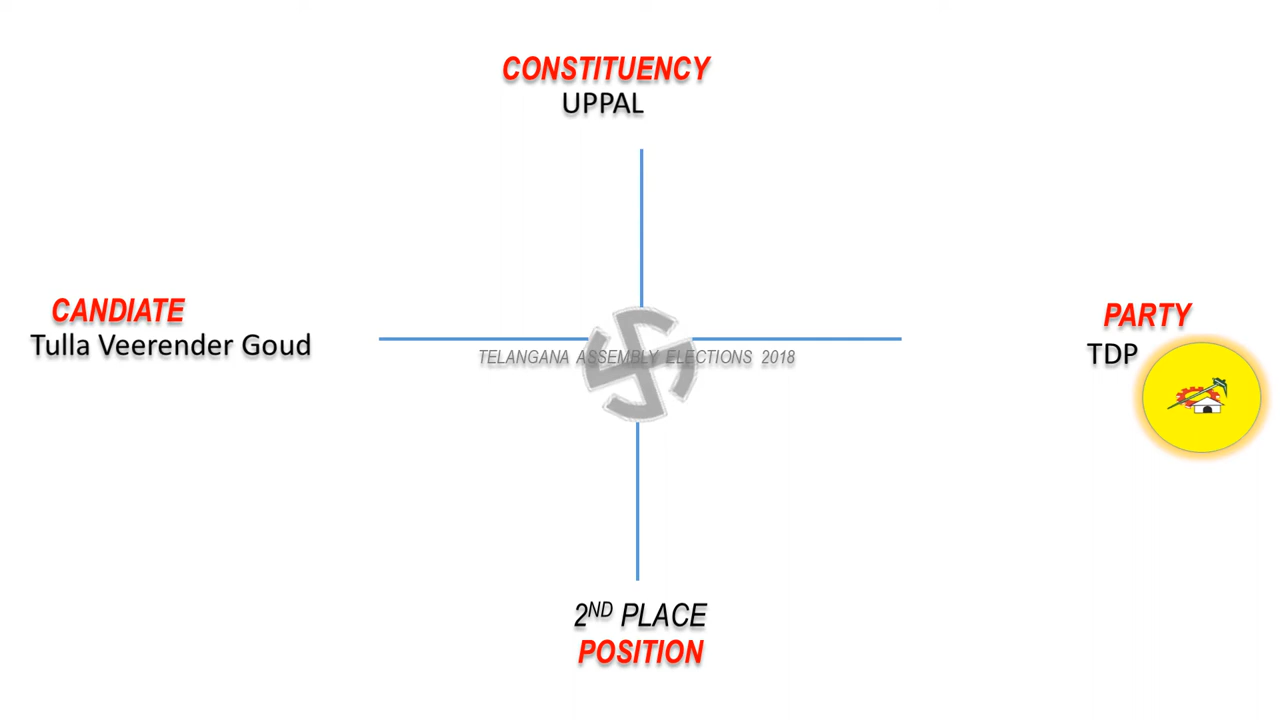 CONSTITUENCY
UPPAL
CANDIATE
Tulla Veerender Goud
PARTY
TDP
TELANGANA ASSEMBLY ELECTIONS 2018
2ND PLACE
POSITION